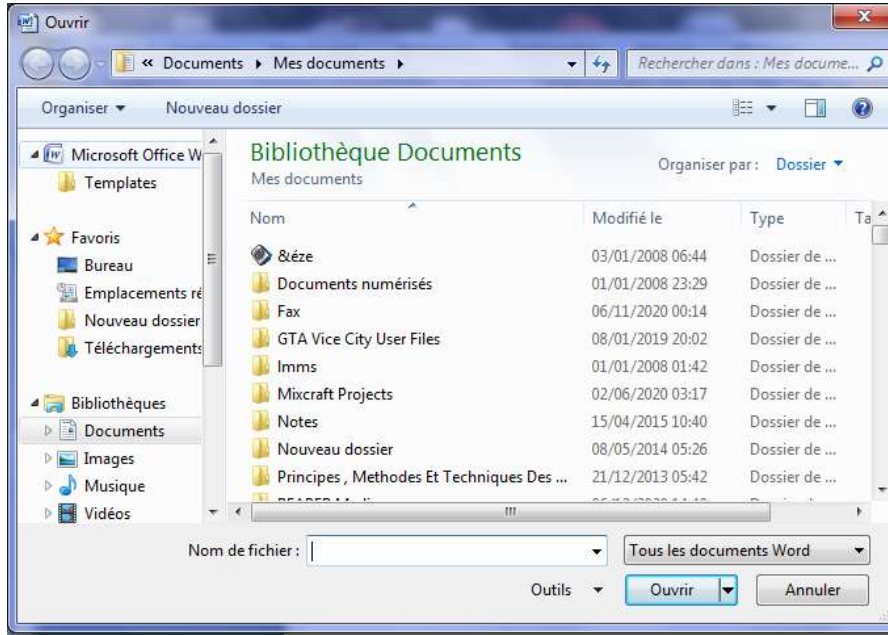 Ouvrir
« Documents Mes documents
Rechercher dans : Mes docume...
Organiser Nouveau dossier
Microsoft Office W
Templates
Favoris
Bureau
Emplacements ré
Nouveau dossier
Téléchargements
Bibliothèques
Documents
Images
Musique
Vidéos
Bibliothèque Documents
Mes documents
Organiser par : Dossier
Nom Modifié le Type Ta
&éze 03/01/2008 06:44 Dossier de ...
Documents numérisés 01/01/2008 23:29 Dossier de ...
Fax 06/11/2020 00:14 Dossier de ...
GTA Vice City User Files 08/01/2019 20:02 Dossier de ...
Imms 01/01/2008 01:42 Dossier de ...
Mixcraft Projects 02/06/2020 03:17 Dossier de ...
Notes 15/04/2015 10:40 Dossier de ...
Nouveau dossier 08/05/2014 05:26 Dossier de ...
Principes , Methodes Et Techniques Des ... 21/12/2013 05:42 Dossier de ...
Nom de fichier :
Tous les documents Word
Outils Ouvrir Annuler